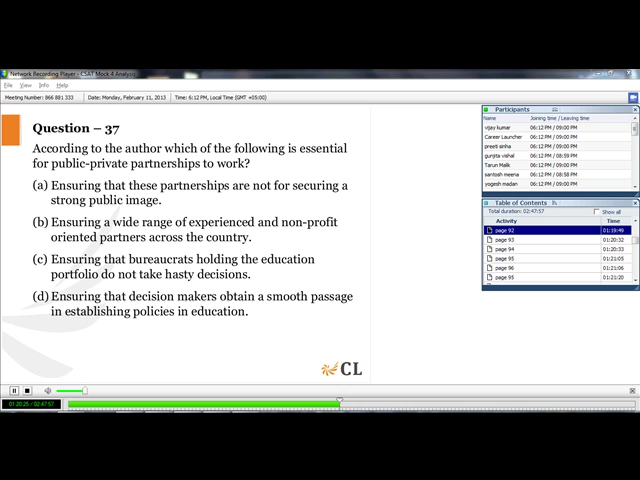 Network Recording Player - CSAT Mock 4 Analysis
File View Info Help
Meeting Number: 866 881 333 Date: Monday, February 11, 2013 Time: 6:12 PM, Local Time (GMT +05:00)
Question – 37
According to the author which of the following is essential
for public-private partnerships to work?
(a) Ensuring that these partnerships are not for securing a
strong public image.
(b) Ensuring a wide range of experienced and non-profit
oriented partners across the country.
(c) Ensuring that bureaucrats holding the education
portfolio do not take hasty decisions.
(d) Ensuring that decision makers obtain a smooth passage
in establishing policies in education.
CL
Participants
Name Joining time / Leaving time
vijay kumar 06:12 PM / 09:00 PM
Career Launcher 06:12 PM / 09:00 PM
preeti sinha 06:12 PM / 09:00 PM
gunjita vishal 06:12 PM / 08:59 PM
Tarun Malik 06:12 PM / 09:00 PM
santosh meena 06:12 PM / 08:58 PM
yogesh madan 06:12 PM / 09:00 PM
Table of Contents
Total duration: 02:47:57 Show all
Activity Time
page 92 01:19:49
page 93 01:20:32
page 94 01:20:33
page 95 01:21:05
page 96 01:21:06
page 95 01:21:20
01:20:25 / 02:47:57